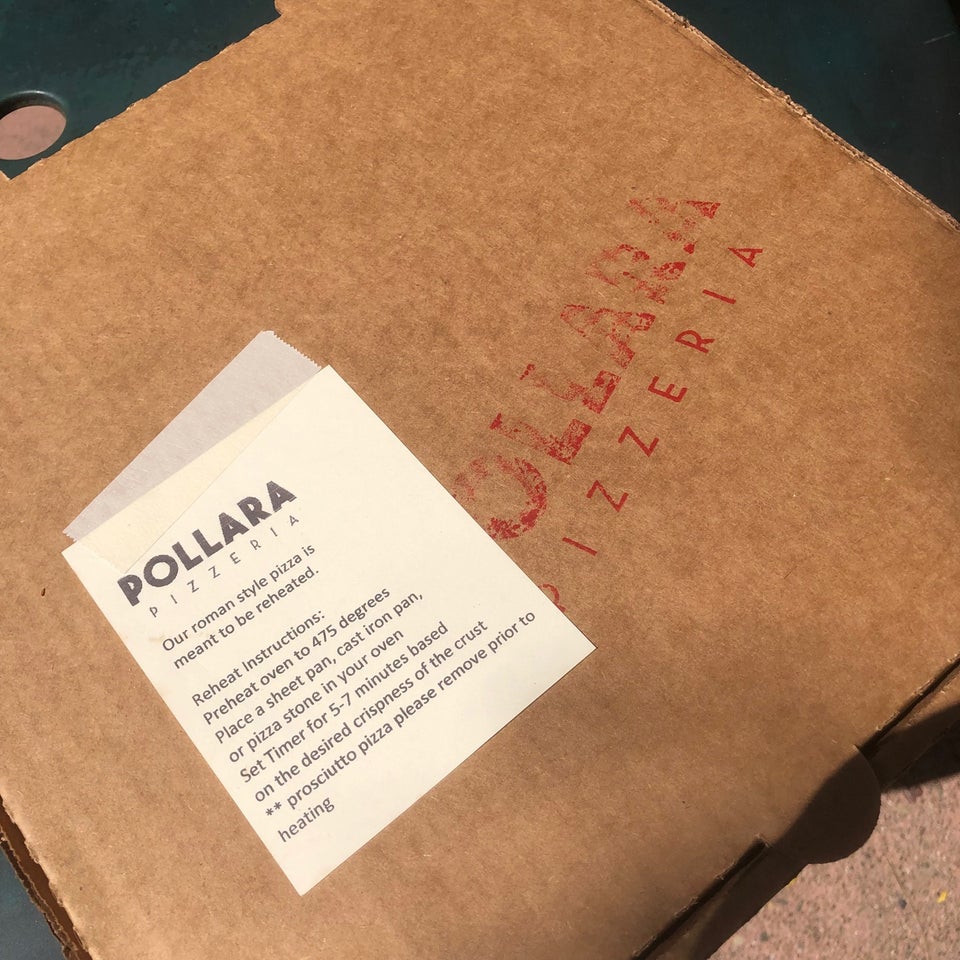 POLLARA
PIZZERIA
Our roman style pizza is
meant to be reheated.
Reheat Instructions:
Preheat oven to 475 degrees
Place a sheet pan, cast iron pan,
or pizza stone in your oven
Set Timer for 5-7 minutes based
on the desired crispness of the crust
** prosciutto pizza please remove prior to
heating
OLLARA
PIZZERIA